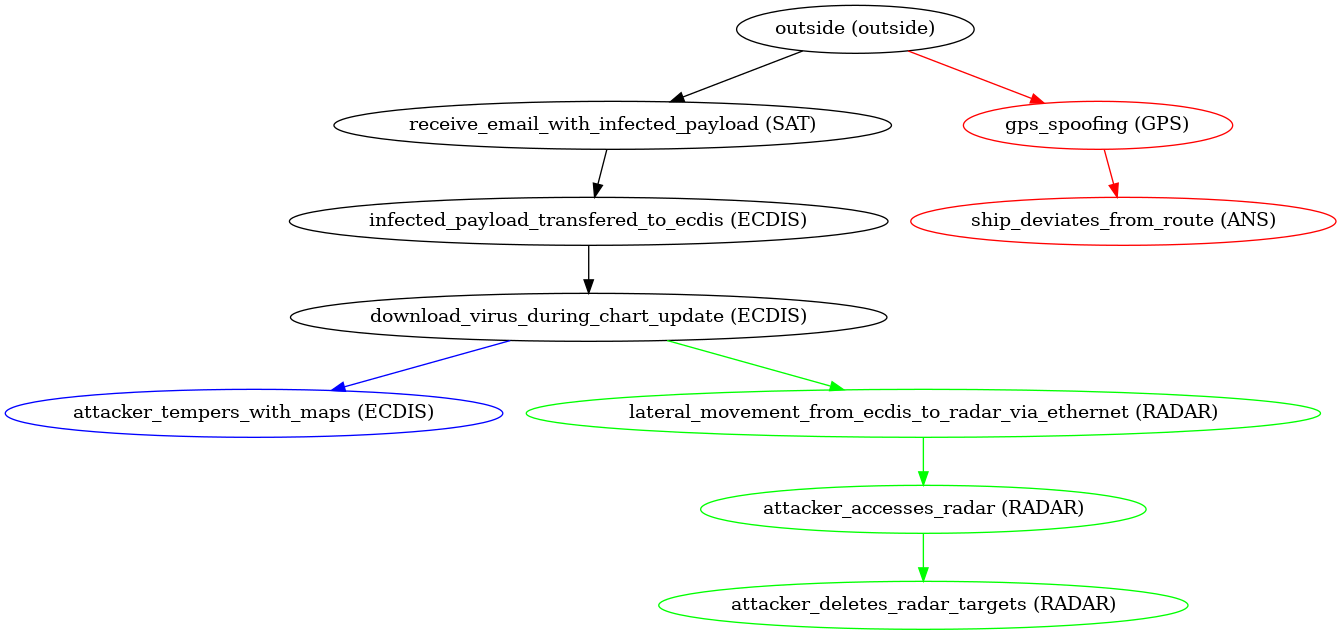 outside (outside)
receive_email_with_infected_payload (SAT)
gps_spoofing (GPS)
infected_payload_transfered_to_ecdis (ECDIS)
ship_deviates_from_route (ANS)
download_virus_during_chart_update (ECDIS)
attacker_tempers_with_maps (ECDIS)
lateral_movement_from_ecdis_to_radar_via_ethernet (RADAR)
attacker_accesses_radar (RADAR)
attacker_deletes_radar_targets (RADAR)